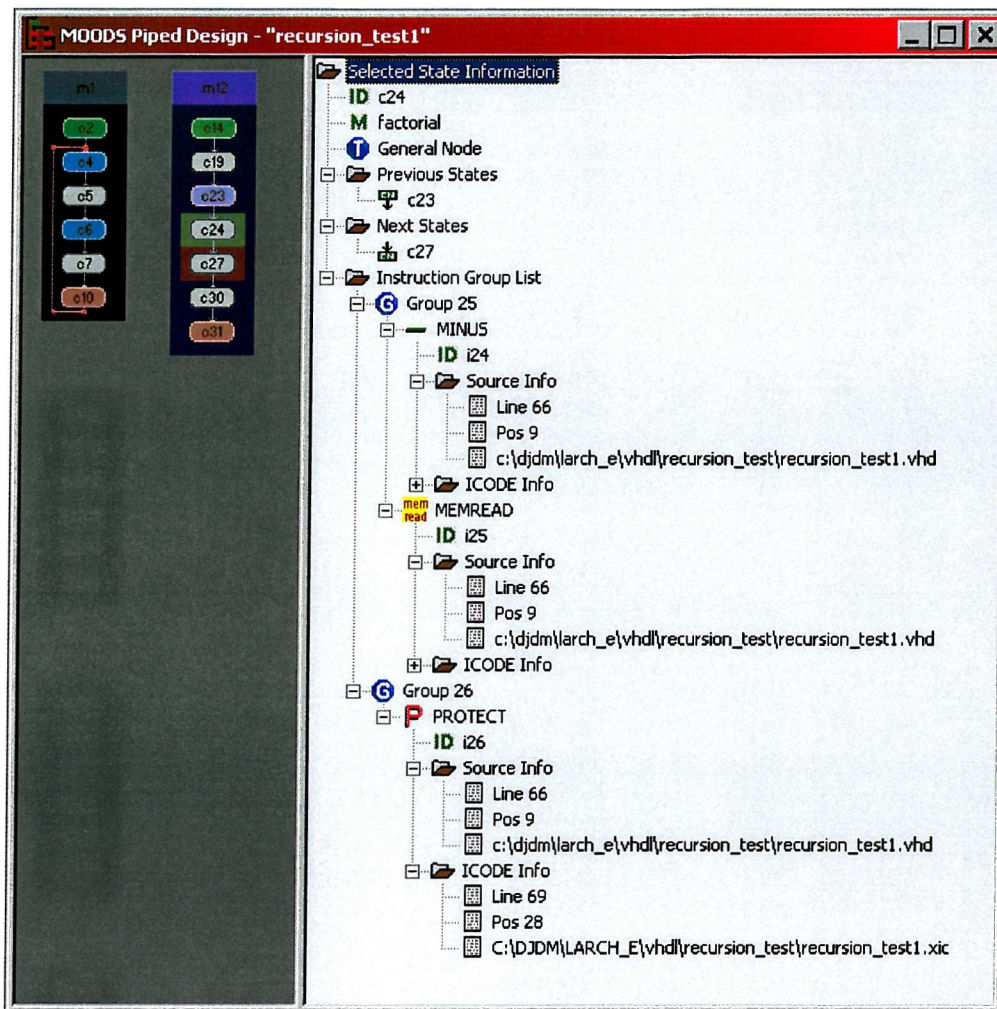 MOODS Piped Design - "recursion_test1"
m1
c2
c4
c5
c6
c7
c10
m12
c14
c19
c23
c24
c27
c30
c31
Selected State Information
ID c24
M factorial
T General Node
Previous States
CN c23
Next States
CN c27
Instruction Group List
G Group 25
MINUS
ID i24
Source Info
Line 66
Pos 9
c:\djdm\larch_e\vhdl\recursion_test\recursion_test1.vhd
ICODE Info
mem read MEMREAD
ID i25
Source Info
Line 66
Pos 9
c:\djdm\larch_e\vhdl\recursion_test\recursion_test1.vhd
ICODE Info
G Group 26
P PROTECT
ID i26
Source Info
Line 66
Pos 9
c:\djdm\larch_e\vhdl\recursion_test\recursion_test1.vhd
ICODE Info
Line 69
Pos 28
C:\DJDM\LARCH_E\vhdl\recursion_test\recursion_test1.xic